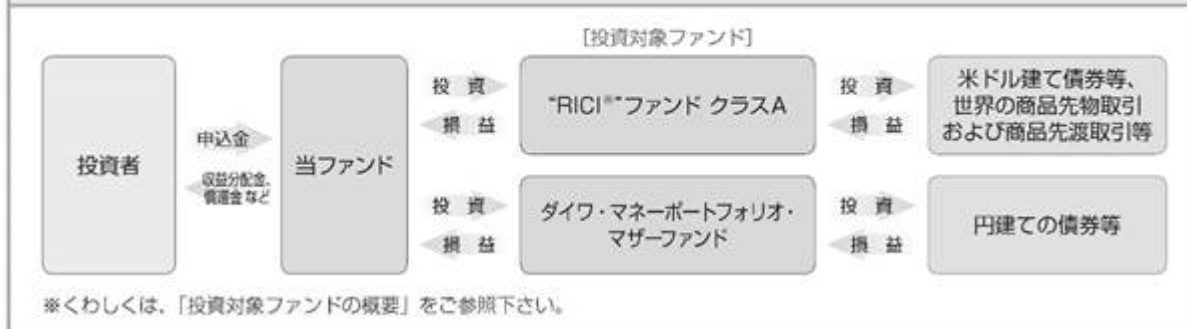 [投資対象ファンド]
投資者
申込金
収益分配金、
償還金 など
当ファンド
投 資
損 益
"RICI®"ファンド クラスA
投 資
損 益
米ドル建て債券等、
世界の商品先物取引
および商品先渡取引等
投 資
損 益
ダイワ・マネーポートフォリオ・
マザーファンド
投 資
損 益
円建ての債券等
※くわしくは、「投資対象ファンドの概要」をご参照下さい。